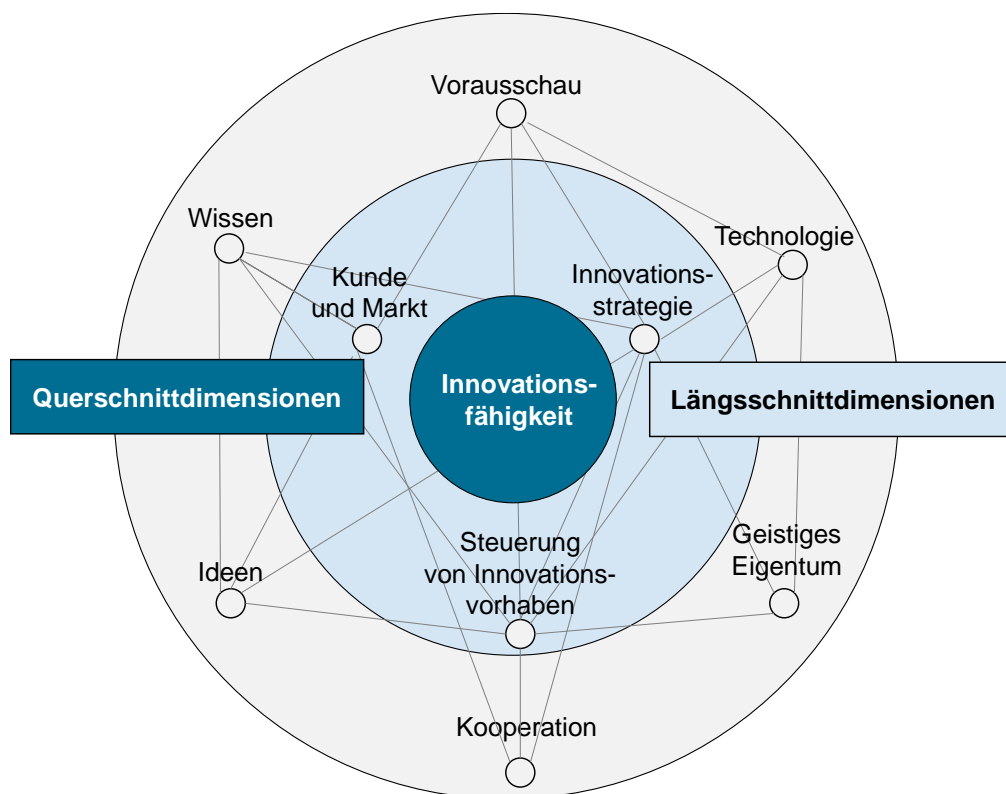 Vorausschau
Wissen
Technologie
Kunde
und Markt
Innovations-
strategie
Querschnittdimensionen
Innovations-
fähigkeit
Längsschnittdimensionen
Steuerung
von Innovations-
vorhaben
Geistiges
Eigentum
Ideen
Kooperation